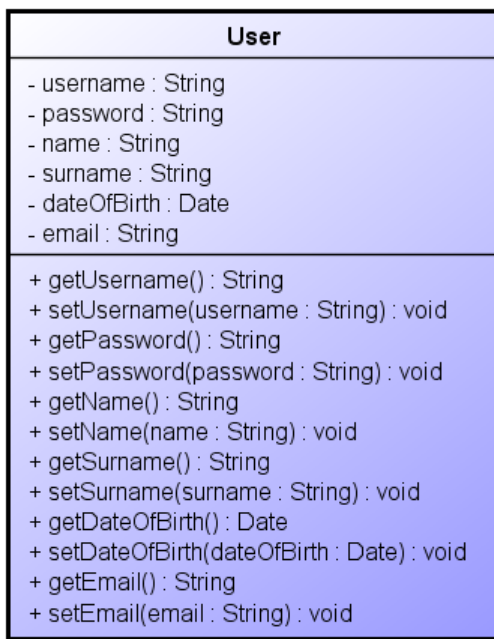 User
- username : String
- password : String
- name : String
- surname : String
- dateOfBirth : Date
- email : String
+ getUsername() : String
+ setUsername(username : String) : void
+ getPassword() : String
+ setPassword(password : String) : void
+ getName() : String
+ setName(name : String) : void
+ getSurname() : String
+ setSurname(surname : String) : void
+ getDateOfBirth() : Date
+ setDateOfBirth(dateOfBirth : Date) : void
+ getEmail() : String
+ setEmail(email : String) : void